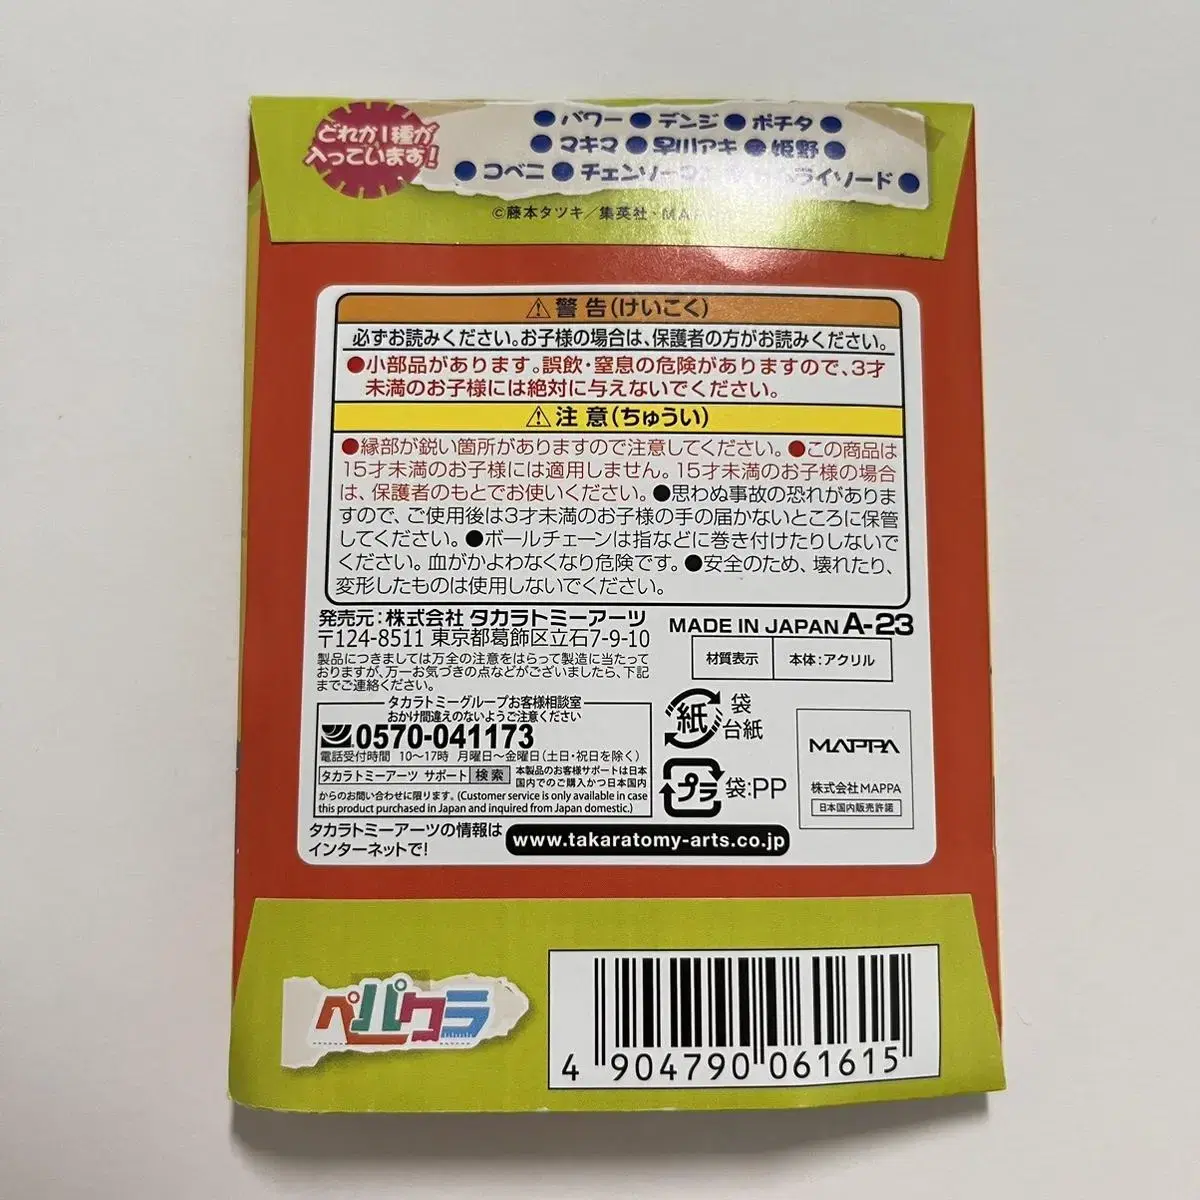 どれか1種が
入っています!
パワー ● デンジ ● ポチタ ●
マキマ ● 早川アキ ● 姫野 ●
コベニ ● チェンソー ライソード ●
©藤本タツキ／集英社・MAPPA
⚠警告(けいこく)
必ずお読みください。お子様の場合は、保護者の方がお読みください。
●小部品があります。誤飲・窒息の危険がありますので、3才
未満のお子様には絶対に与えないでください。
⚠注意(ちゅうい)
●縁部が鋭い箇所がありますので注意してください。●この商品は
15才未満のお子様には適用しません。15才未満のお子様の場合
は、保護者のもとでお使いください。●思わぬ事故の恐れがありま
すので、ご使用後は3才未満のお子様の手の届かないところに保管
してください。●ボールチェーンは指などに巻き付けたりしないで
ください。血がかよわなくなり危険です。●安全のため、壊れたり、
変形したものは使用しないでください。
発売元:株式会社 タカラトミーアーツ
〒124-8511 東京都葛飾区立石7-9-10
製品につきましては万全の注意をはらって製造に当たって
おりますが、万一お気づきの点などがございましたら、下記
までご連絡ください。
タカラトミーグループお客様相談室
おかけ間違えのないようご注意ください
0570-041173
電話受付時間 10～17時 月曜日～金曜日(土日・祝日を除く)
タカラトミーアーツ サポート 検索 本製品のお客様サポートは日本
国内でのご購入かつ日本国内
からのお問い合わせに限ります。(Customer service is only available in case
this product purchased in Japan and inquired from Japan domestic.)
タカラトミーアーツの情報は
インターネットで!
www.takaratomy-arts.co.jp
MADE IN JAPAN A-23
材質表示 本体:アクリル
紙 袋
台紙
プラ 袋:PP
MAPPA
株式会社MAPPA
日本国内販売許諾
ペパクラ
4 904790 061615